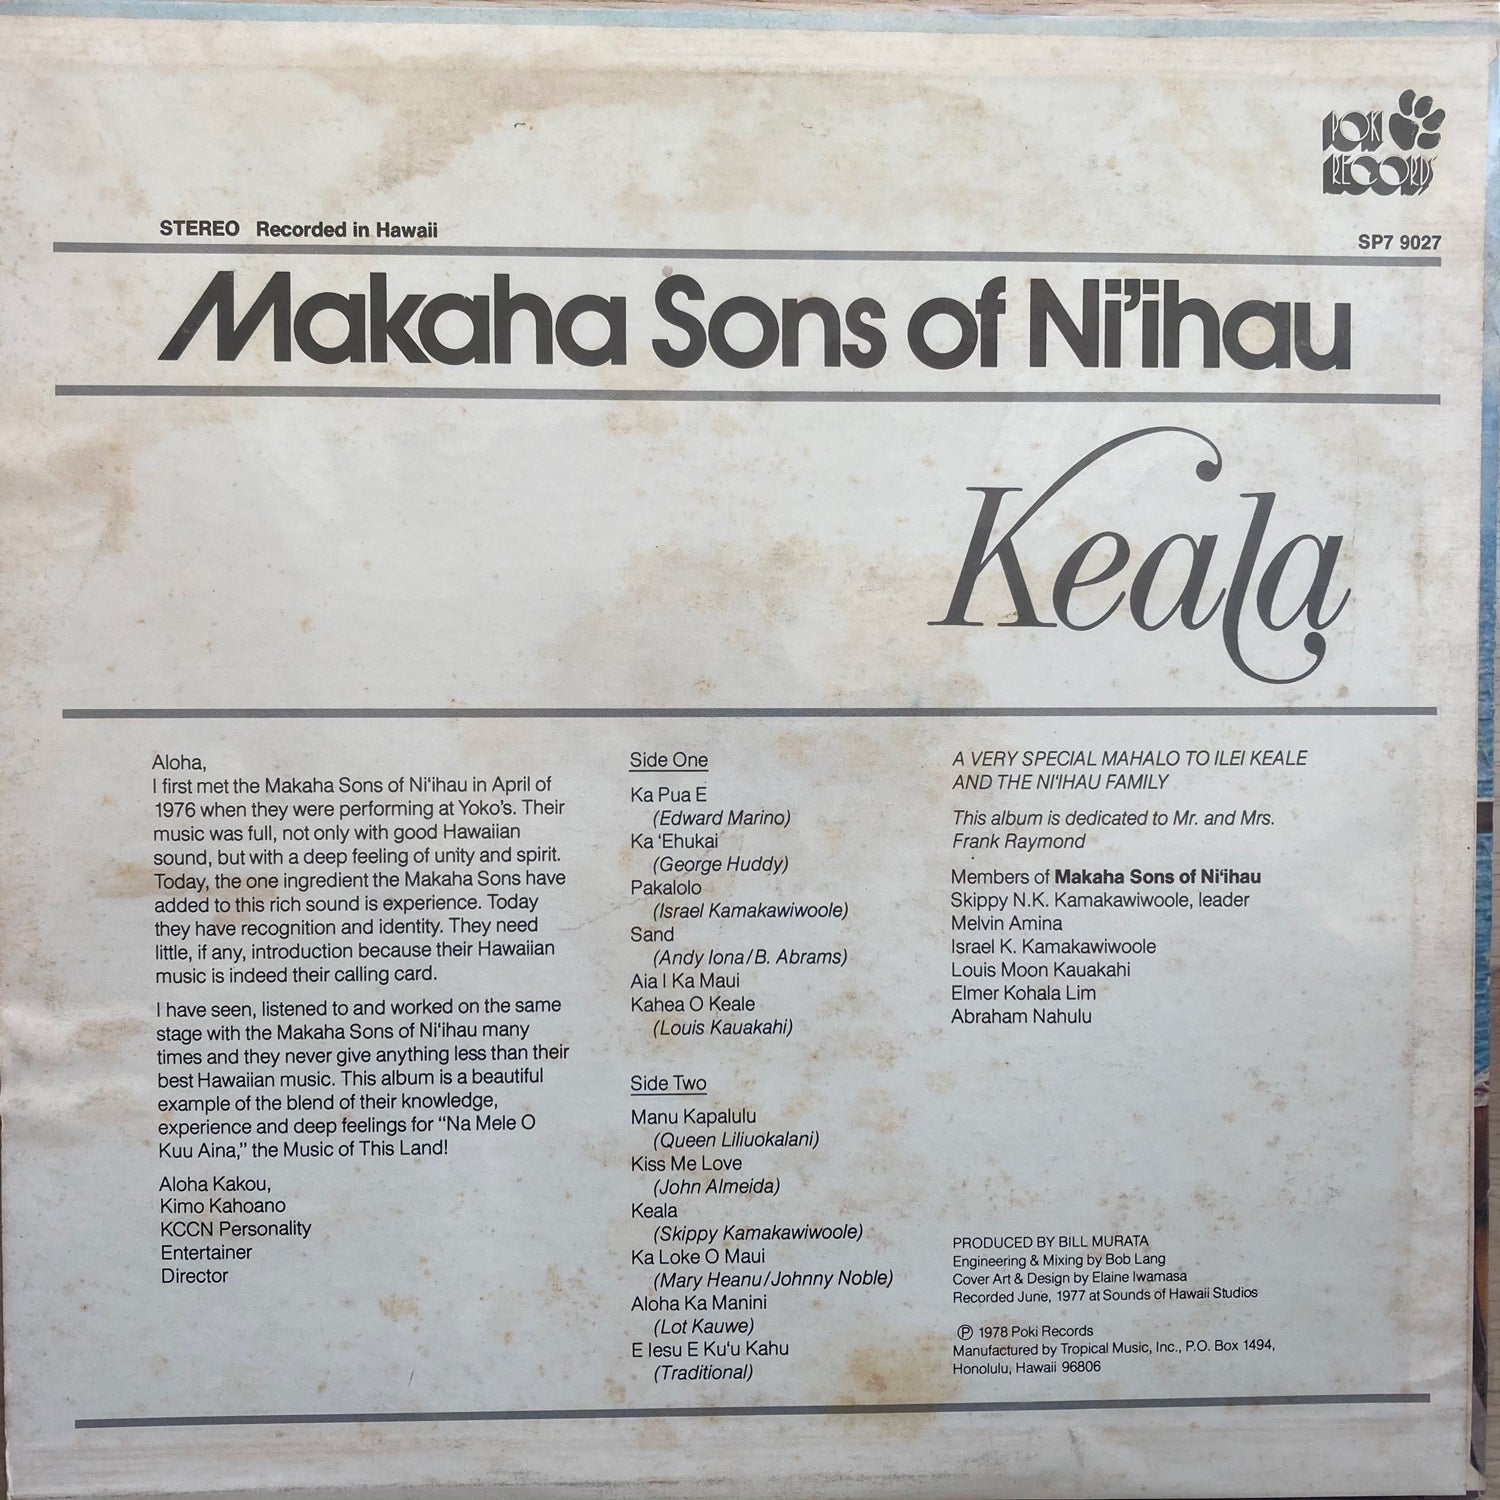 POKI
RECORDS
STEREO Recorded in Hawaii
SP7 9027
Makaha Sons of Ni'ihau
Keala
Aloha,
I first met the Makaha Sons of Ni‘ihau in April of
1976 when they were performing at Yoko's. Their
music was full, not only with good Hawaiian
sound, but with a deep feeling of unity and spirit.
Today, the one ingredient the Makaha Sons have
added to this rich sound is experience. Today
they have recognition and identity. They need
little, if any, introduction because their Hawaiian
music is indeed their calling card.
I have seen, listened to and worked on the same
stage with the Makaha Sons of Ni‘ihau many
times and they never give anything less than their
best Hawaiian music. This album is a beautiful
example of the blend of their knowledge,
experience and deep feelings for “Na Mele O
Kuu Aina,” the Music of This Land!
Aloha Kakou,
Kimo Kahoano
KCCN Personality
Entertainer
Director
Side One
Ka Pua E
(Edward Marino)
Ka ‘Ehukai
(George Huddy)
Pakalolo
(Israel Kamakawiwoole)
Sand
(Andy Iona/B. Abrams)
Aia I Ka Maui
Kahea O Keale
(Louis Kauakahi)
Side Two
Manu Kapalulu
(Queen Liliuokalani)
Kiss Me Love
(John Almeida)
Keala
(Skippy Kamakawiwoole)
Ka Loke O Maui
(Mary Heanu/Johnny Noble)
Aloha Ka Manini
(Lot Kauwe)
E Iesu E Ku‘u Kahu
(Traditional)
A VERY SPECIAL MAHALO TO ILEI KEALE
AND THE NI‘IHAU FAMILY
This album is dedicated to Mr. and Mrs.
Frank Raymond
Members of Makaha Sons of Ni‘ihau
Skippy N.K. Kamakawiwoole, leader
Melvin Amina
Israel K. Kamakawiwoole
Louis Moon Kauakahi
Elmer Kohala Lim
Abraham Nahulu
PRODUCED BY BILL MURATA
Engineering & Mixing by Bob Lang
Cover Art & Design by Elaine Iwamasa
Recorded June, 1977 at Sounds of Hawaii Studios
℗ 1978 Poki Records
Manufactured by Tropical Music, Inc., P.O. Box 1494,
Honolulu, Hawaii 96806